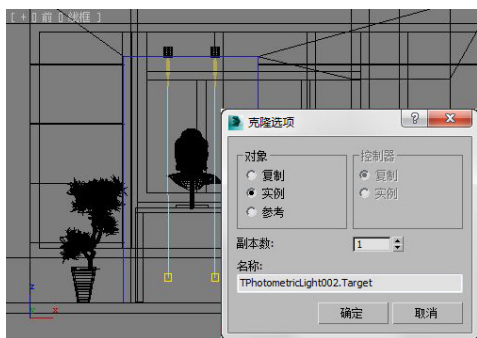 [ + ] 前 [] 线框 ]
克隆选项
对象
复制
实例
参考
控制器
复制
实例
副本数:
1
名称:
TPhotometricLight002.Target
确定
取消
z
x